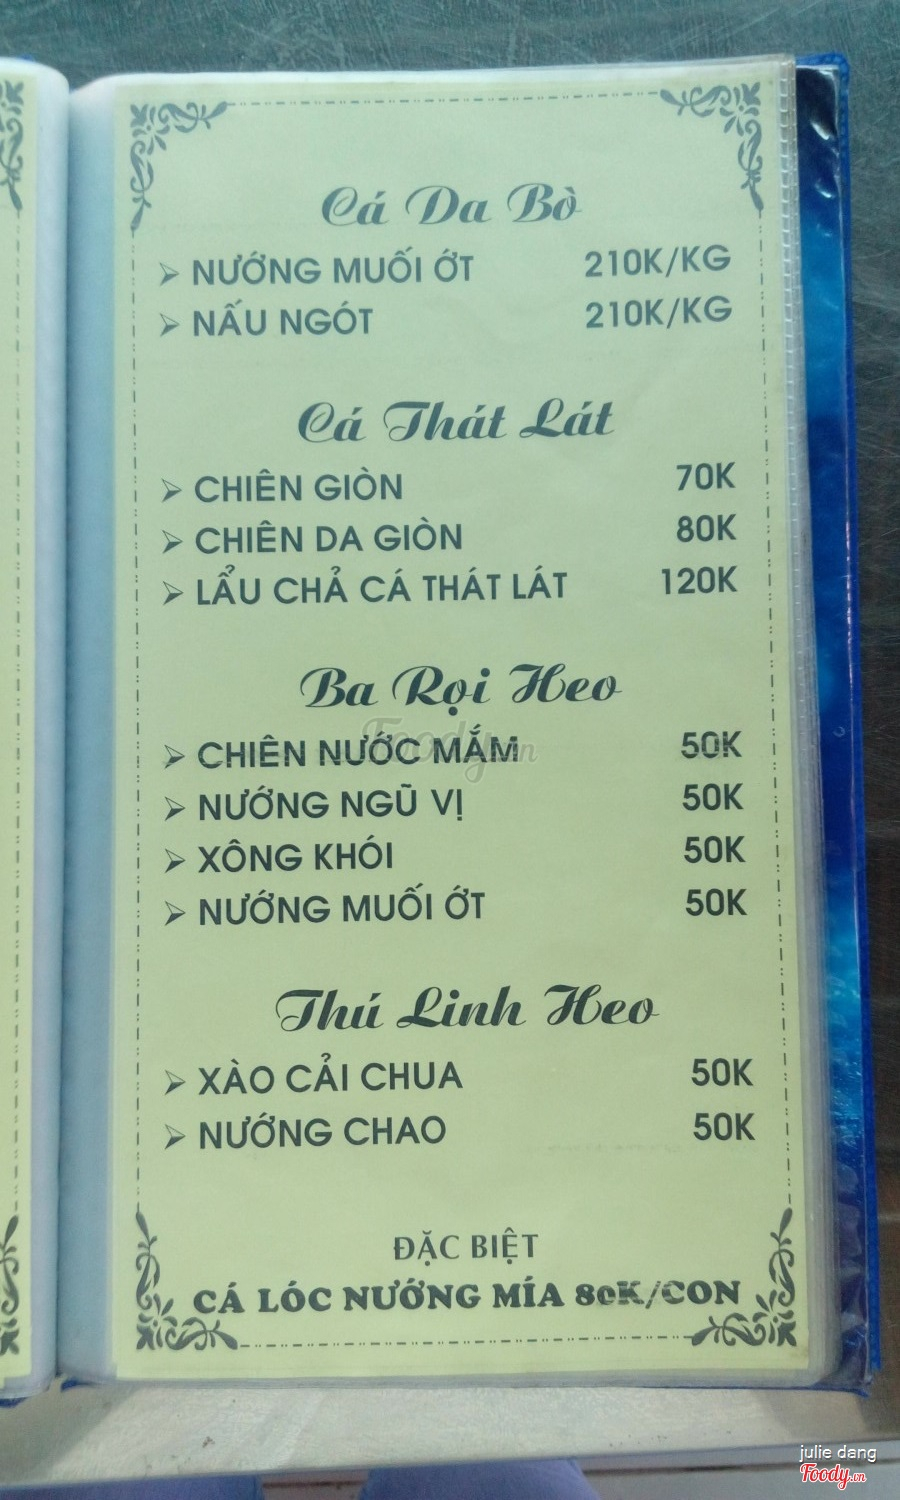 Cá Da Bò
NƯỚNG MUỐI ỚT 210K/KG
NẤU NGÓT 210K/KG
Cá Thát Lát
CHIÊN GIÒN 70K
CHIÊN DA GIÒN 80K
LẨU CHẢ CÁ THÁT LÁT 120K
Ba Rọi Heo
CHIÊN NƯỚC MẮM 50K
NƯỚNG NGŨ VỊ 50K
XÔNG KHÓI 50K
NƯỚNG MUỐI ỚT 50K
Thú Linh Heo
XÀO CẢI CHUA 50K
NƯỚNG CHAO 50K
ĐẶC BIỆT
CÁ LÓC NƯỚNG MÍA 80K/CON
Foody.vn
julie dang
Foody.vn